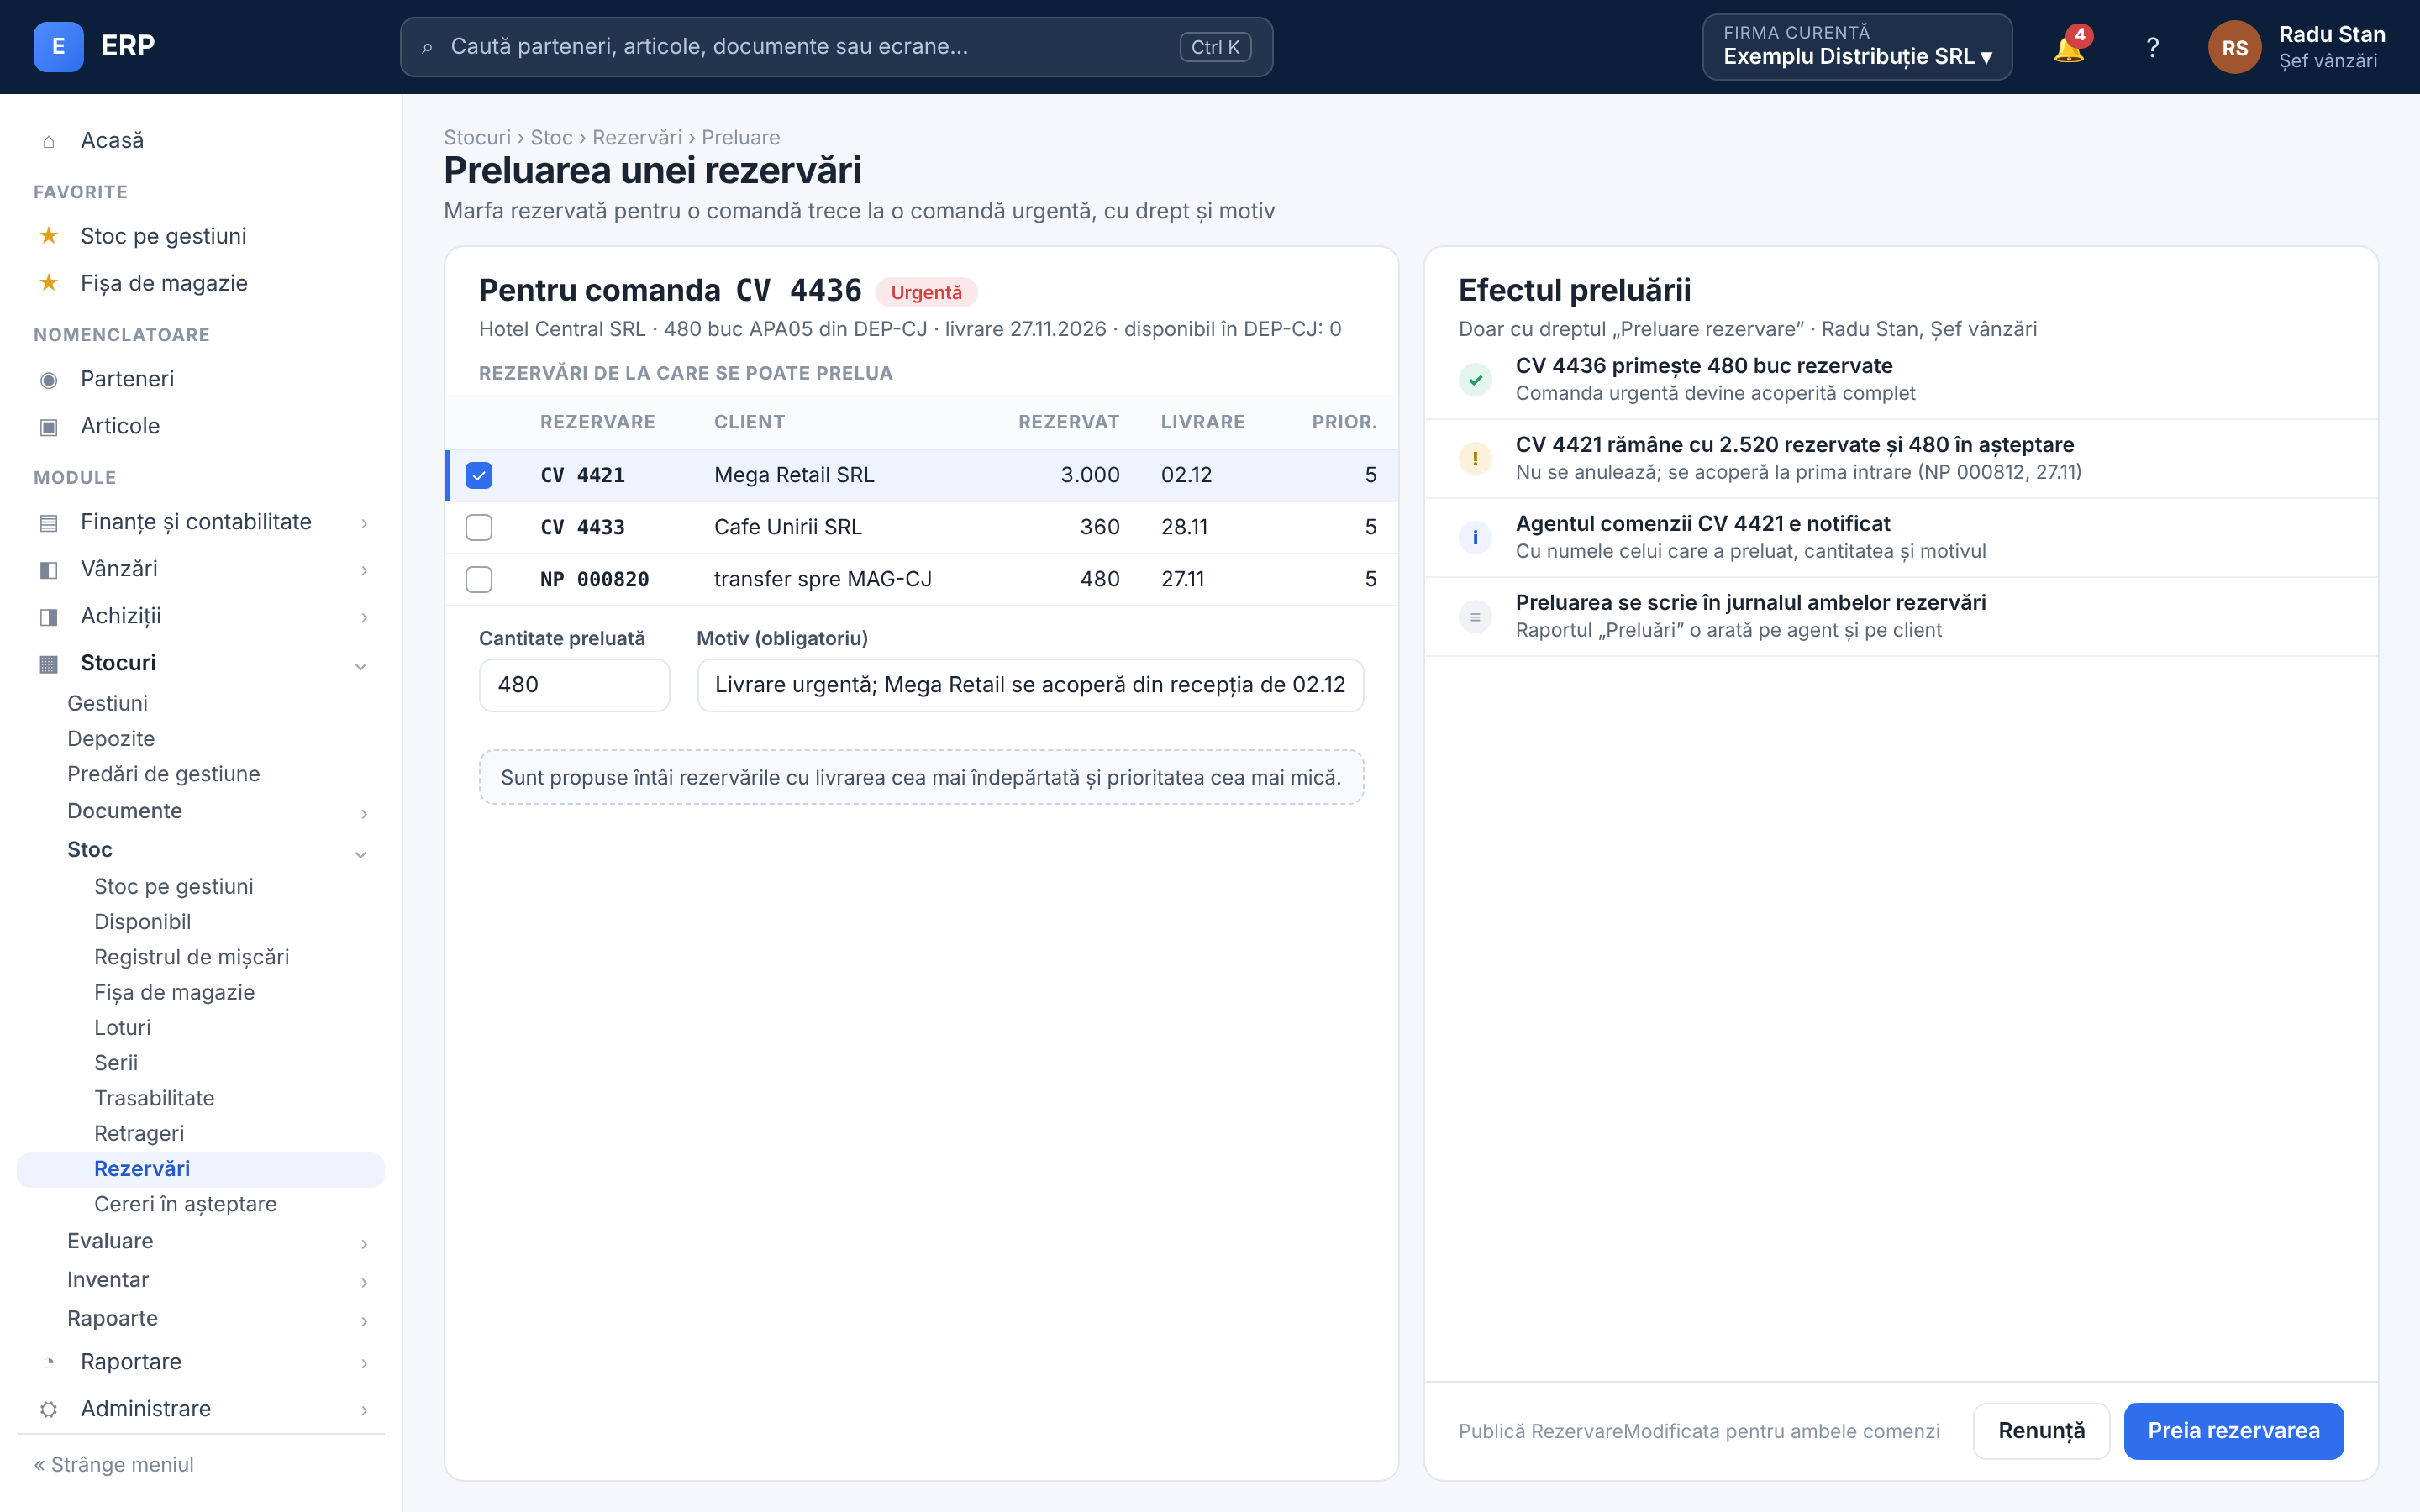 E ERP
Caută parteneri, articole, documente sau ecrane... Ctrl K
FIRMA CURENTĂ
Exemplu Distribuție SRL ▾
4
?
RS
Radu Stan
Șef vânzări
Acasă
FAVORITE
Stoc pe gestiuni
Fișa de magazie
NOMENCLATOARE
Parteneri
Articole
MODULE
Finanțe și contabilitate
Vânzări
Achiziții
Stocuri
Gestiuni
Depozite
Predări de gestiune
Documente
Stoc
Stoc pe gestiuni
Disponibil
Registrul de mișcări
Fișa de magazie
Loturi
Serii
Trasabilitate
Retrageri
Rezervări
Cereri în așteptare
Evaluare
Inventar
Rapoarte
Raportare
Administrare
« Strânge meniul
Stocuri › Stoc › Rezervări › Preluare
Preluarea unei rezervări
Marfa rezervată pentru o comandă trece la o comandă urgentă, cu drept și motiv
Pentru comanda CV 4436 Urgentă
Hotel Central SRL · 480 buc APA05 din DEP-CJ · livrare 27.11.2026 · disponibil în DEP-CJ: 0
REZERVĂRI DE LA CARE SE POATE PRELUA
REZERVARE CLIENT REZERVAT LIVRARE PRIOR.
CV 4421 Mega Retail SRL 3.000 02.12 5
CV 4433 Cafe Unirii SRL 360 28.11 5
NP 000820 transfer spre MAG-CJ 480 27.11 5
Cantitate preluată Motiv (obligatoriu)
480 Livrare urgentă; Mega Retail se acoperă din recepția de 02.12
Sunt propuse întâi rezervările cu livrarea cea mai îndepărtată și prioritatea cea mai mică.
Efectul preluării
Doar cu dreptul „Preluare rezervare” · Radu Stan, Șef vânzări
CV 4436 primește 480 buc rezervate
Comanda urgentă devine acoperită complet
CV 4421 rămâne cu 2.520 rezervate și 480 în așteptare
Nu se anulează; se acoperă la prima intrare (NP 000812, 27.11)
Agentul comenzii CV 4421 e notificat
Cu numele celui care a preluat, cantitatea și motivul
Preluarea se scrie în jurnalul ambelor rezervări
Raportul „Preluări” o arată pe agent și pe client
Publică RezervareModificata pentru ambele comenzi Renunță Preia rezervarea